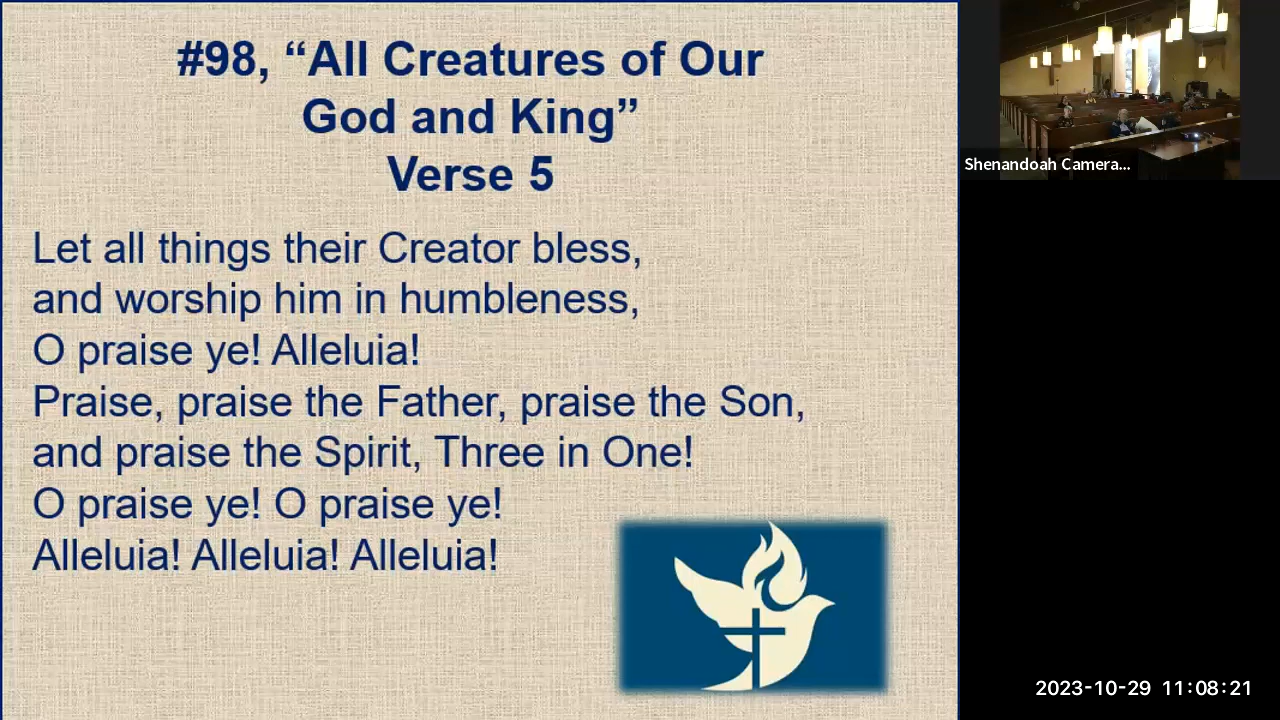 #98, “All Creatures of Our
God and King”
Verse 5
Let all things their Creator bless,
and worship him in humbleness,
O praise ye! Alleluia!
Praise, praise the Father, praise the Son,
and praise the Spirit, Three in One!
O praise ye! O praise ye!
Alleluia! Alleluia! Alleluia!
Shenandoah Camera...
2023-10-29 11:08:21